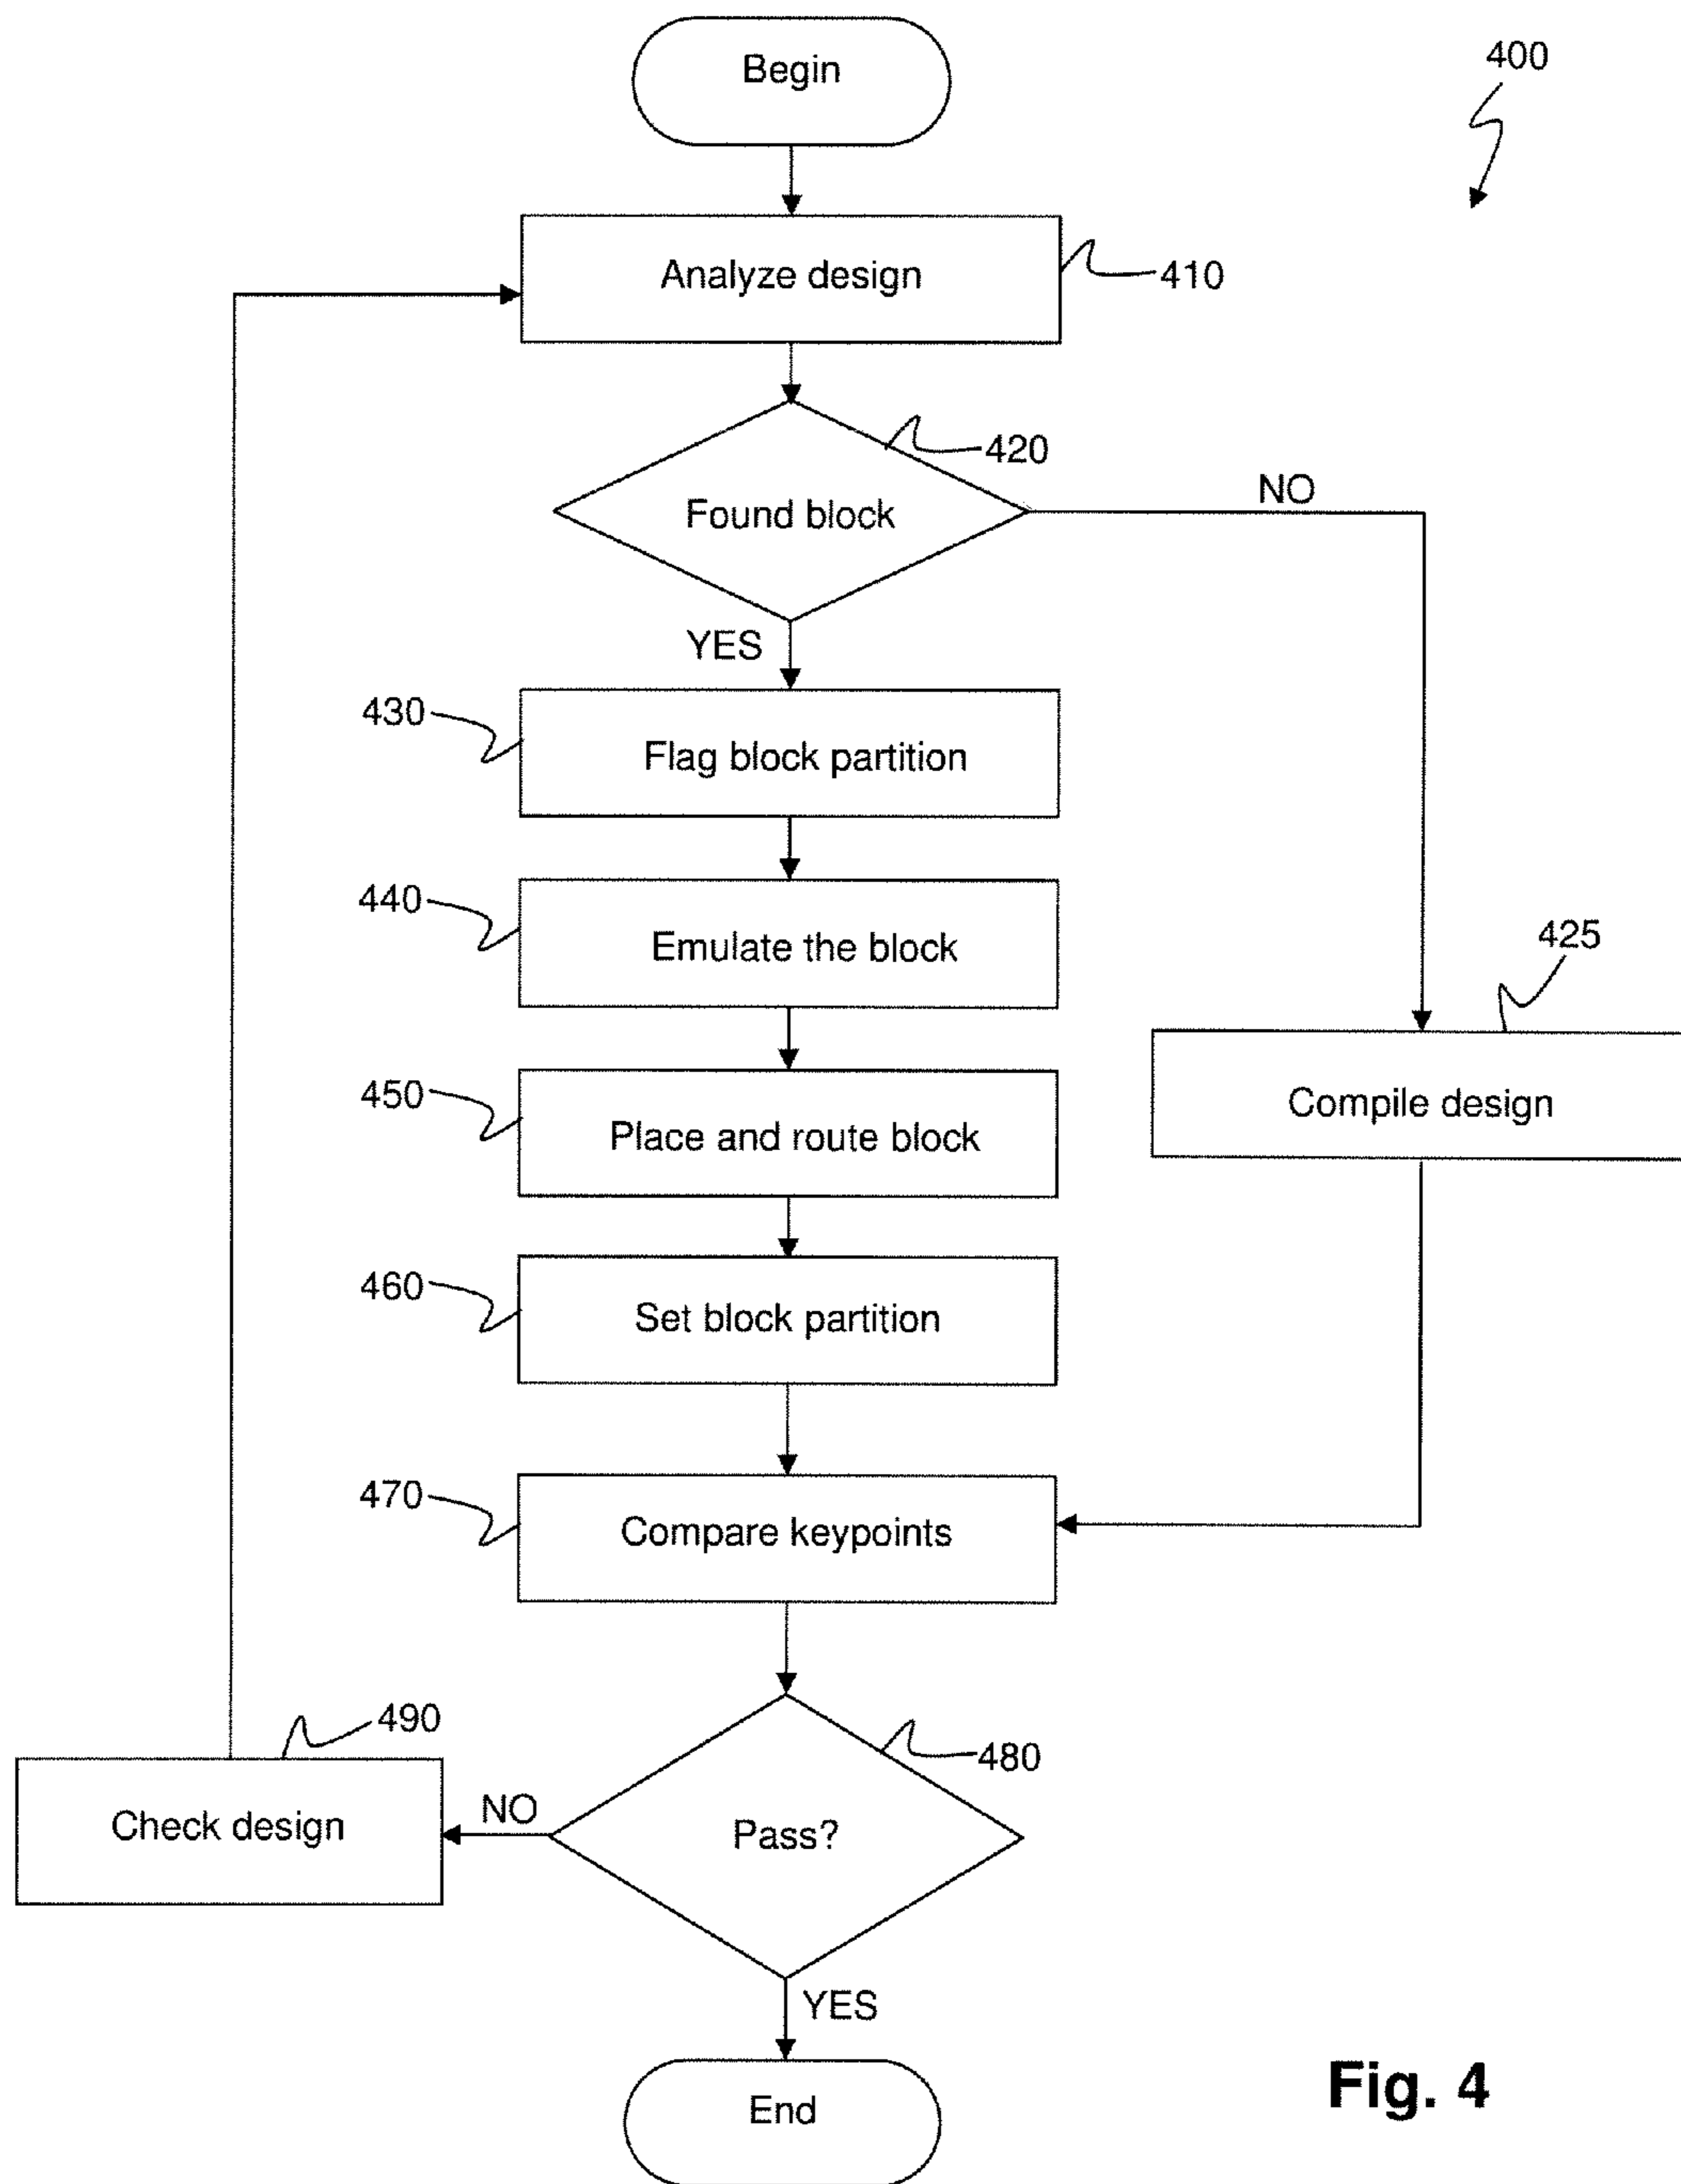 Begin
400
Analyze design
410
420
Found block
NO
YES
430
Flag block partition
440
Emulate the block
425
450
Place and route block
Compile design
460
Set block partition
470
Compare keypoints
490
480
Check design
NO
Pass?
YES
End
Fig. 4